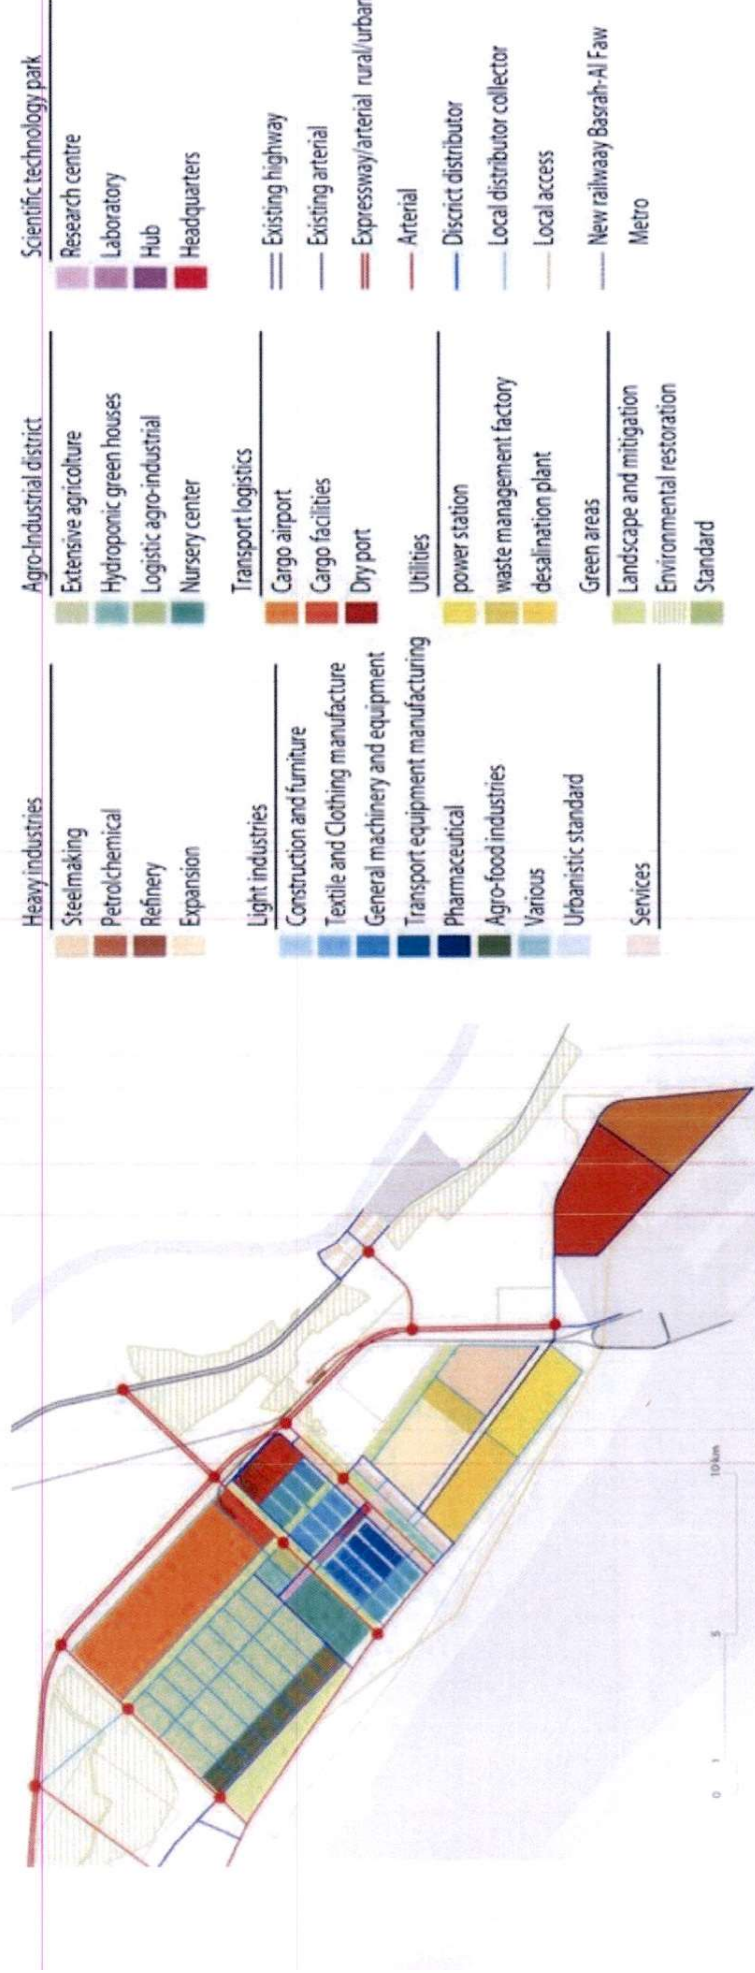 Heavy industries
Steelmaking
Petrolchemical
Refinery
Expansion
Light industries
Construction and furniture
Textile and Clothing manufacture
General machinery and equipment
Transport equipment manufacturing
Pharmaceutical
Agro-food industries
Various
Urbanistic standard
Services
Agro-Industrial district
Extensive agricolture
Hydroponic green houses
Logistic agro-industrial
Nursery center
Transport logistics
Cargo airport
Cargo facilities
Dry port
Utilities
power station
waste management factory
desalination plant
Green areas
Landscape and mitigation
Environmental restoration
Standard
Scientific technology park
Research centre
Laboratory
Hub
Headquarters
Existing highway
Existing arterial
Expressway/arterial rural/urban
Arterial
Discrict distributor
Local distributor collector
Local access
New railwaay Basrah-Al Faw
Metro
0 1 5 10 km